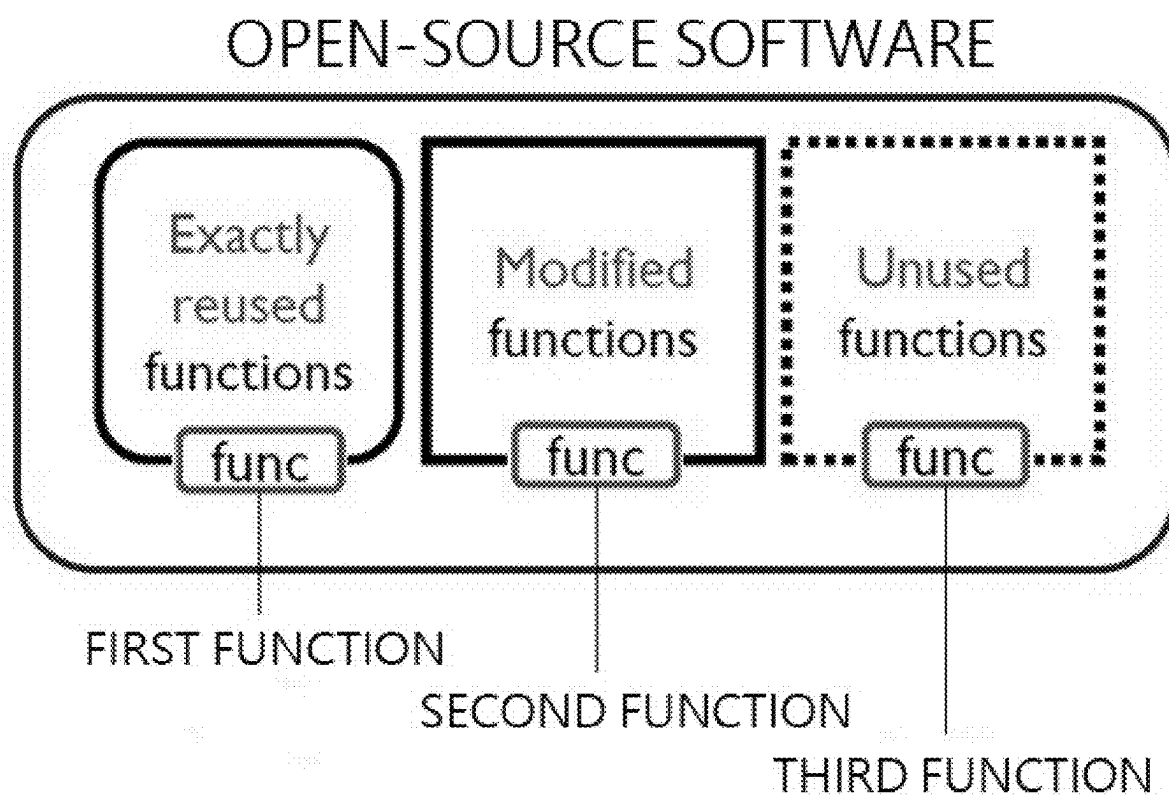 OPEN-SOURCE SOFTWARE
Exactly
reused
functions
func
Modified
functions
func
Unused
functions
func
FIRST FUNCTION
SECOND FUNCTION
THIRD FUNCTION